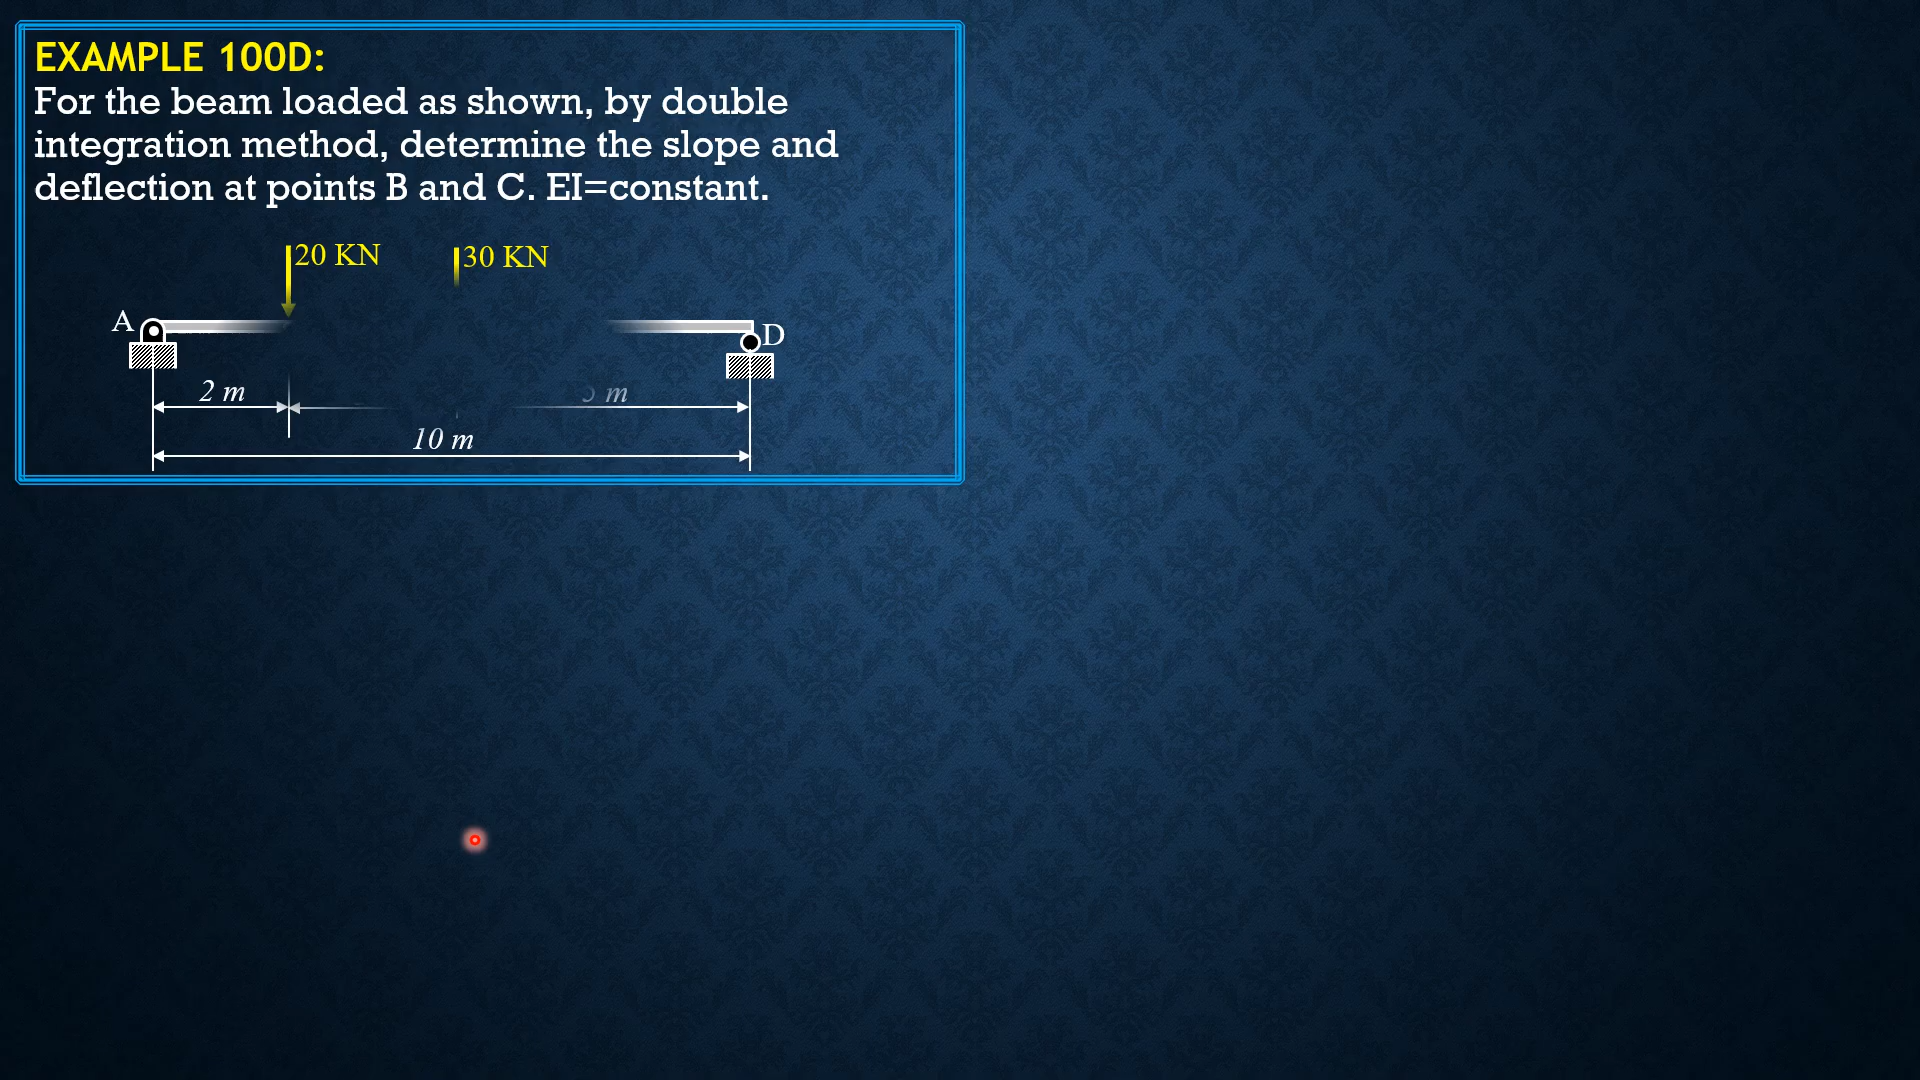 EXAMPLE 100D:
For the beam loaded as shown, by double
integration method, determine the slope and
deflection at points B and C. EI=constant.
20 KN
30 KN
A
D
2 m
m
10 m